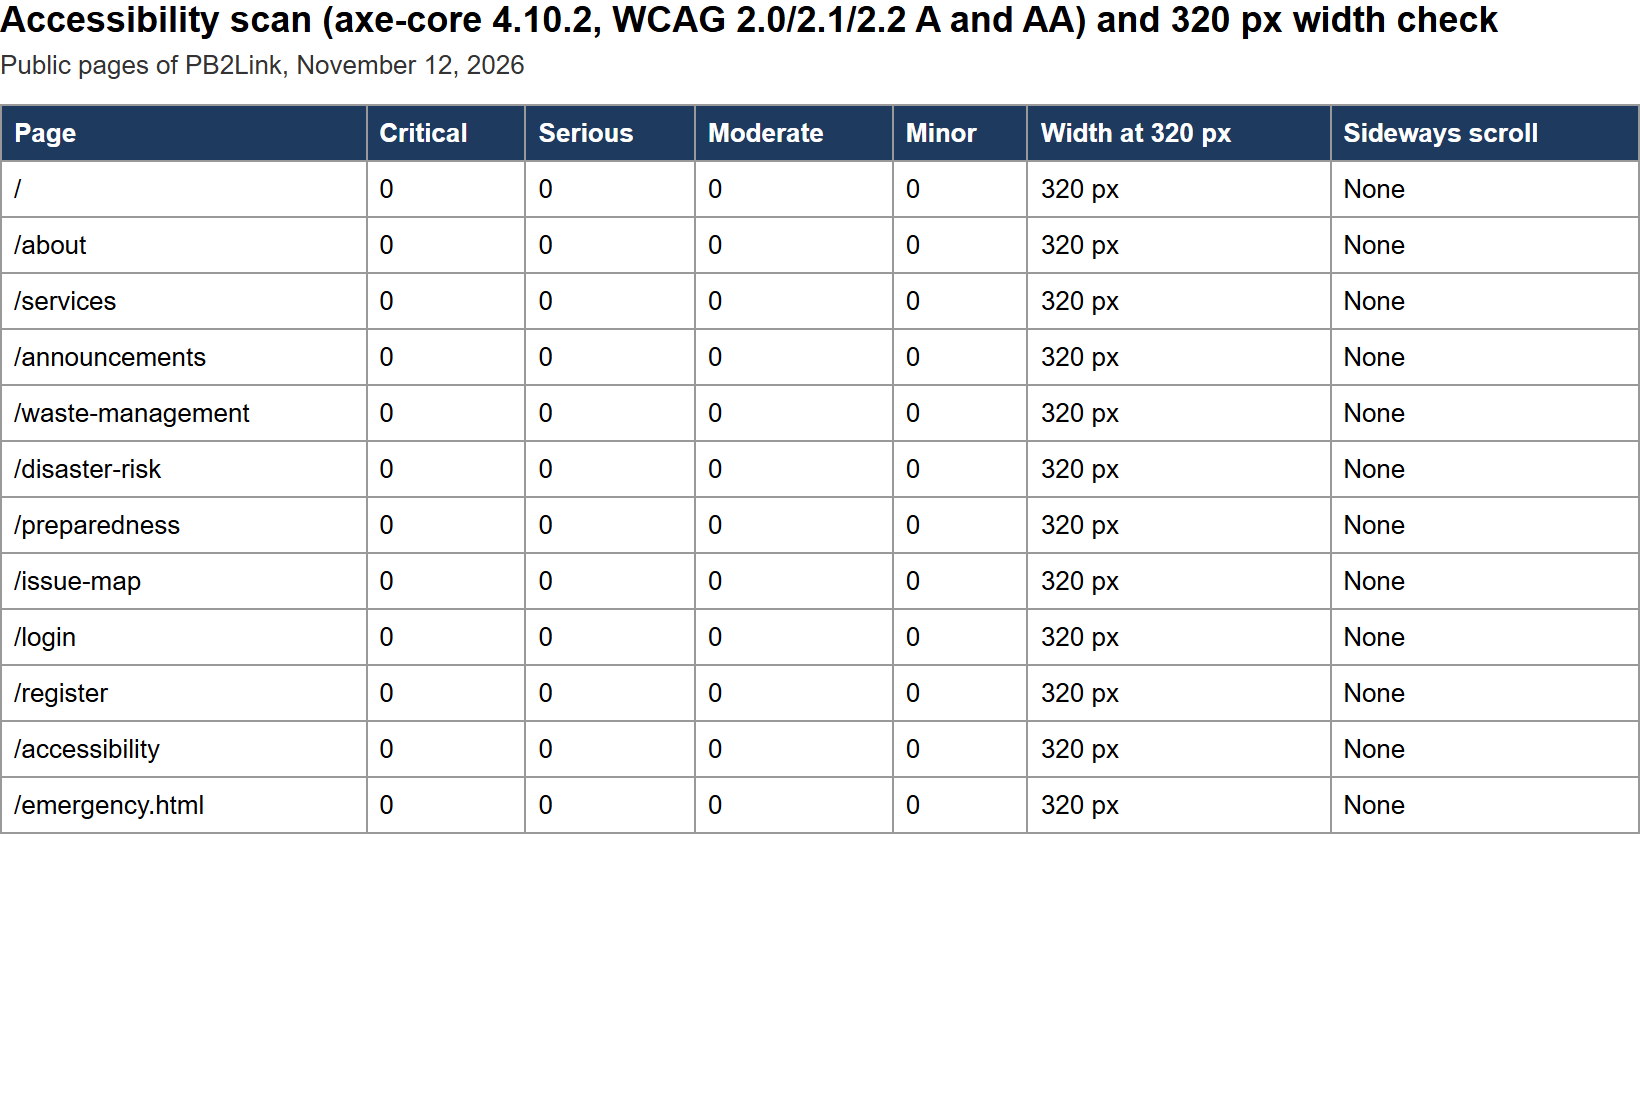 Accessibility scan (axe-core 4.10.2, WCAG 2.0/2.1/2.2 A and AA) and 320 px width check
Public pages of PB2Link, November 12, 2026
Page Critical Serious Moderate Minor Width at 320 px Sideways scroll
/ 0 0 0 0 320 px None
/about 0 0 0 0 320 px None
/services 0 0 0 0 320 px None
/announcements 0 0 0 0 320 px None
/waste-management 0 0 0 0 320 px None
/disaster-risk 0 0 0 0 320 px None
/preparedness 0 0 0 0 320 px None
/issue-map 0 0 0 0 320 px None
/login 0 0 0 0 320 px None
/register 0 0 0 0 320 px None
/accessibility 0 0 0 0 320 px None
/emergency.html 0 0 0 0 320 px None